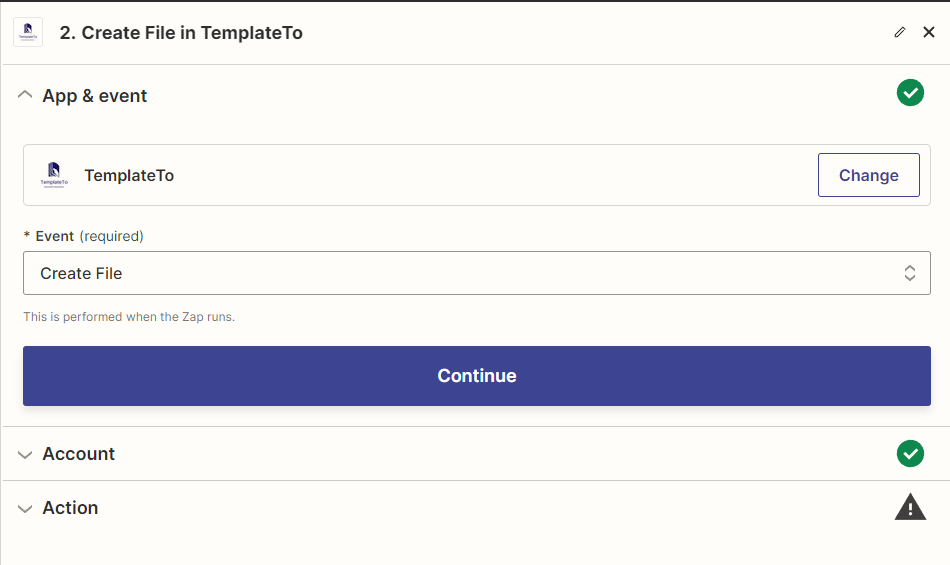 2. Create File in TemplateTo
App & event
TemplateTo
TemplateTo
Change
* Event (required)
Create File
This is performed when the Zap runs.
Continue
Account
Action